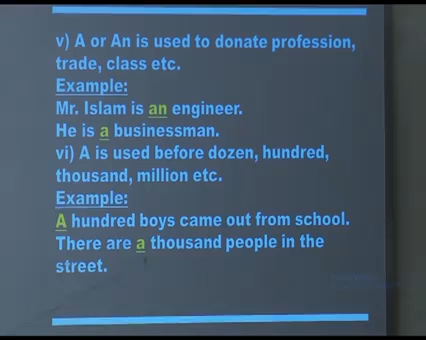 v) A or An is used to donate profession,
trade, class etc.
Example:
Mr. Islam is an engineer.
He is a businessman.
vi) A is used before dozen, hundred,
thousand, million etc.
Example:
A hundred boys came out from school.
There are a thousand people in the
street.